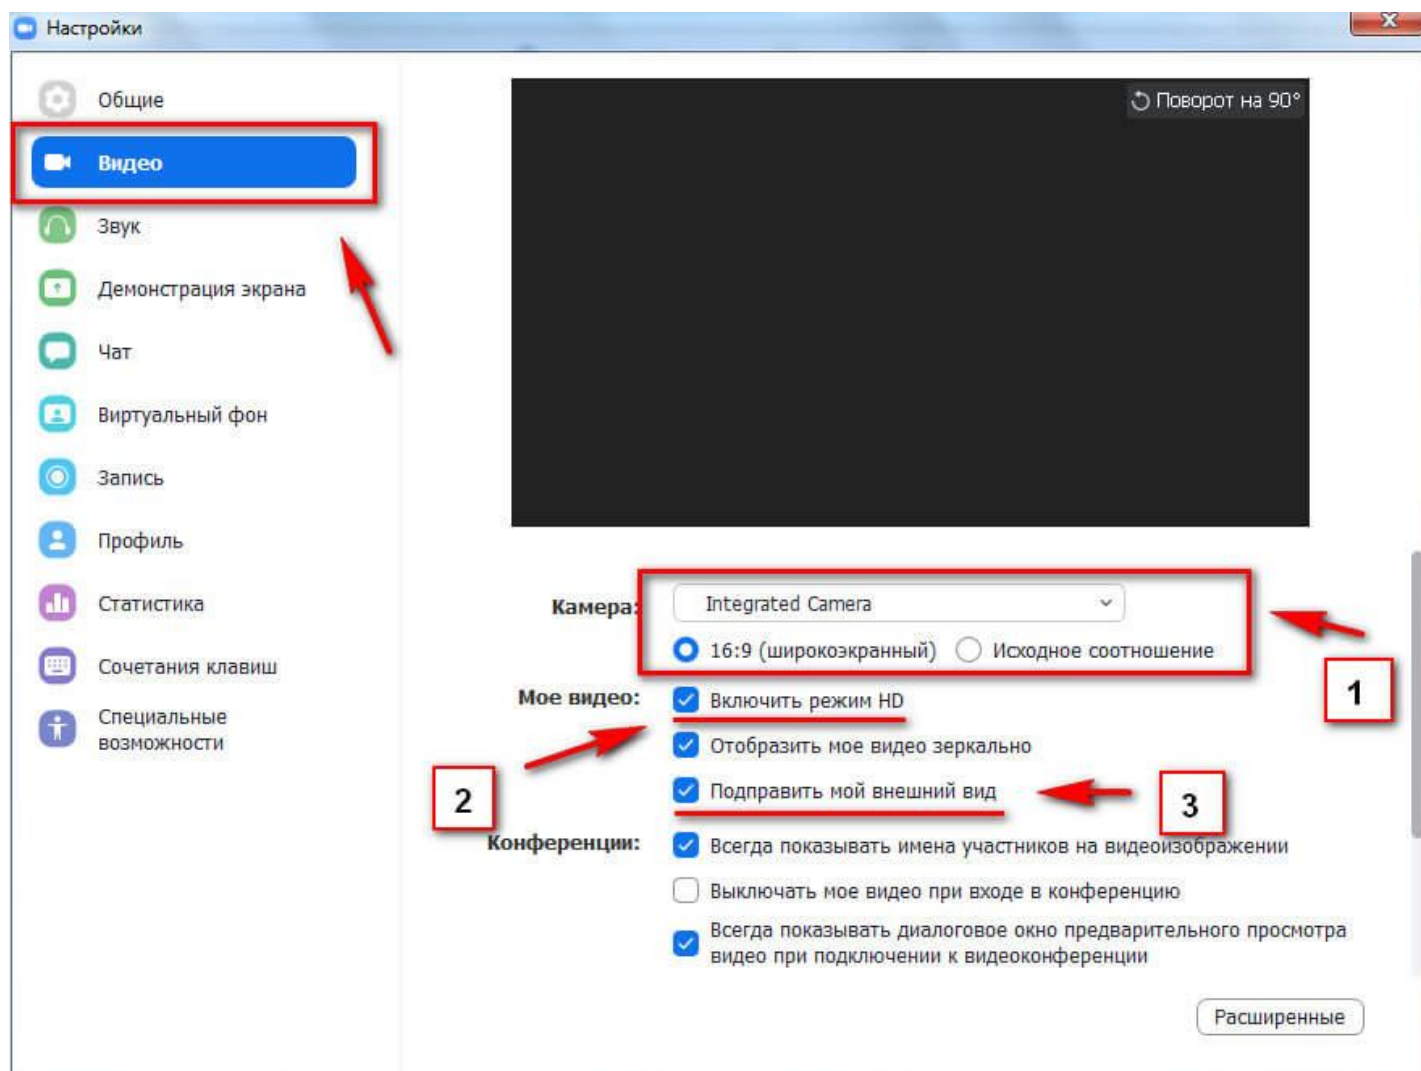 Настройки
Общие
Видео
Звук
Демонстрация экрана
Чат
Виртуальный фон
Запись
Профиль
Статистика
Сочетания клавиш
Специальные
возможности
Поворот на 90°
Камера:
Integrated Camera
16:9 (широкоэкранный)
Исходное соотношение
1
Мое видео:
Включить режим HD
Отобразить мое видео зеркально
2
Подправить мой внешний вид
3
Конференции:
Всегда показывать имена участников на видеоизображении
Выключать мое видео при входе в конференцию
Всегда показывать диалоговое окно предварительного просмотра
видео при подключении к видеоконференции
Расширенные